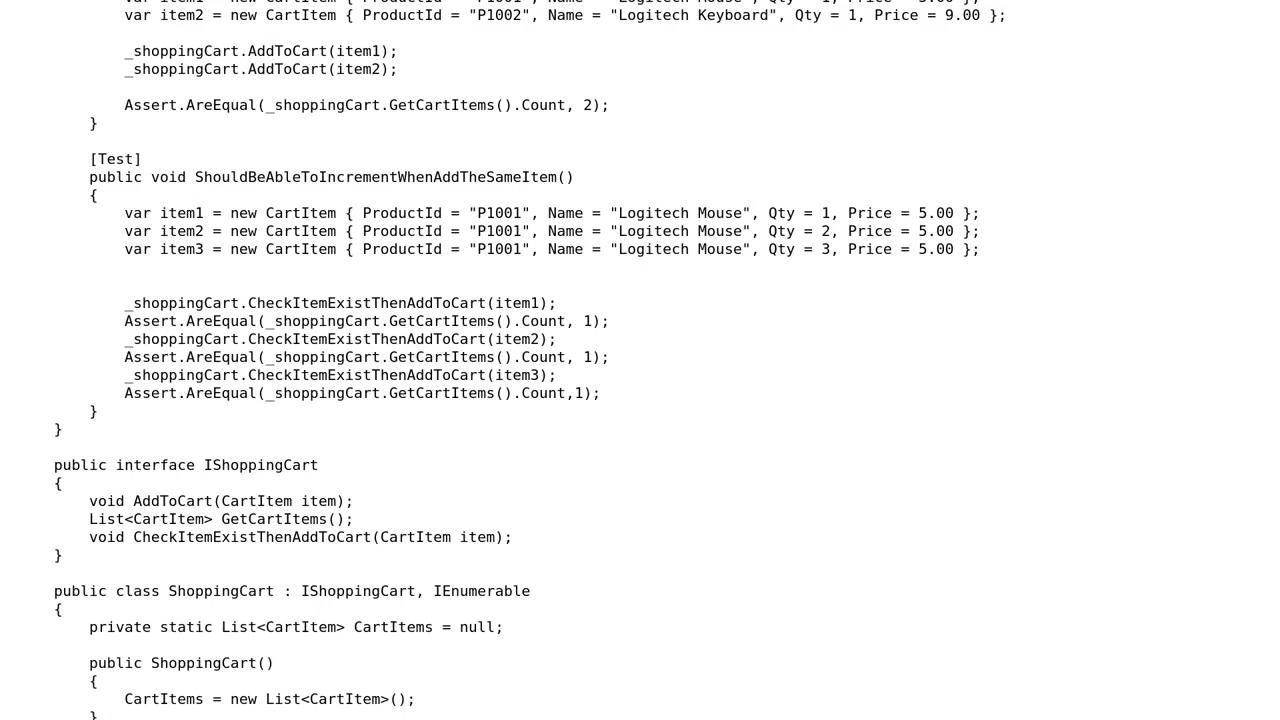 var item2 = new CartItem { ProductId = "P1002", Name = "Logitech Keyboard", Qty = 1, Price = 9.00 };
_shoppingCart.AddToCart(item1);
_shoppingCart.AddToCart(item2);
Assert.AreEqual(_shoppingCart.GetCartItems().Count, 2);
}
[Test]
public void ShouldBeAbleToIncrementWhenAddTheSameItem()
{
var item1 = new CartItem { ProductId = "P1001", Name = "Logitech Mouse", Qty = 1, Price = 5.00 };
var item2 = new CartItem { ProductId = "P1001", Name = "Logitech Mouse", Qty = 2, Price = 5.00 };
var item3 = new CartItem { ProductId = "P1001", Name = "Logitech Mouse", Qty = 3, Price = 5.00 };
_shoppingCart.CheckItemExistThenAddToCart(item1);
Assert.AreEqual(_shoppingCart.GetCartItems().Count, 1);
_shoppingCart.CheckItemExistThenAddToCart(item2);
Assert.AreEqual(_shoppingCart.GetCartItems().Count, 1);
_shoppingCart.CheckItemExistThenAddToCart(item3);
Assert.AreEqual(_shoppingCart.GetCartItems().Count,1);
}
}
public interface IShoppingCart
{
void AddToCart(CartItem item);
List<CartItem> GetCartItems();
void CheckItemExistThenAddToCart(CartItem item);
}
public class ShoppingCart : IShoppingCart, IEnumerable
{
private static List<CartItem> CartItems = null;
public ShoppingCart()
{
CartItems = new List<CartItem>();
}